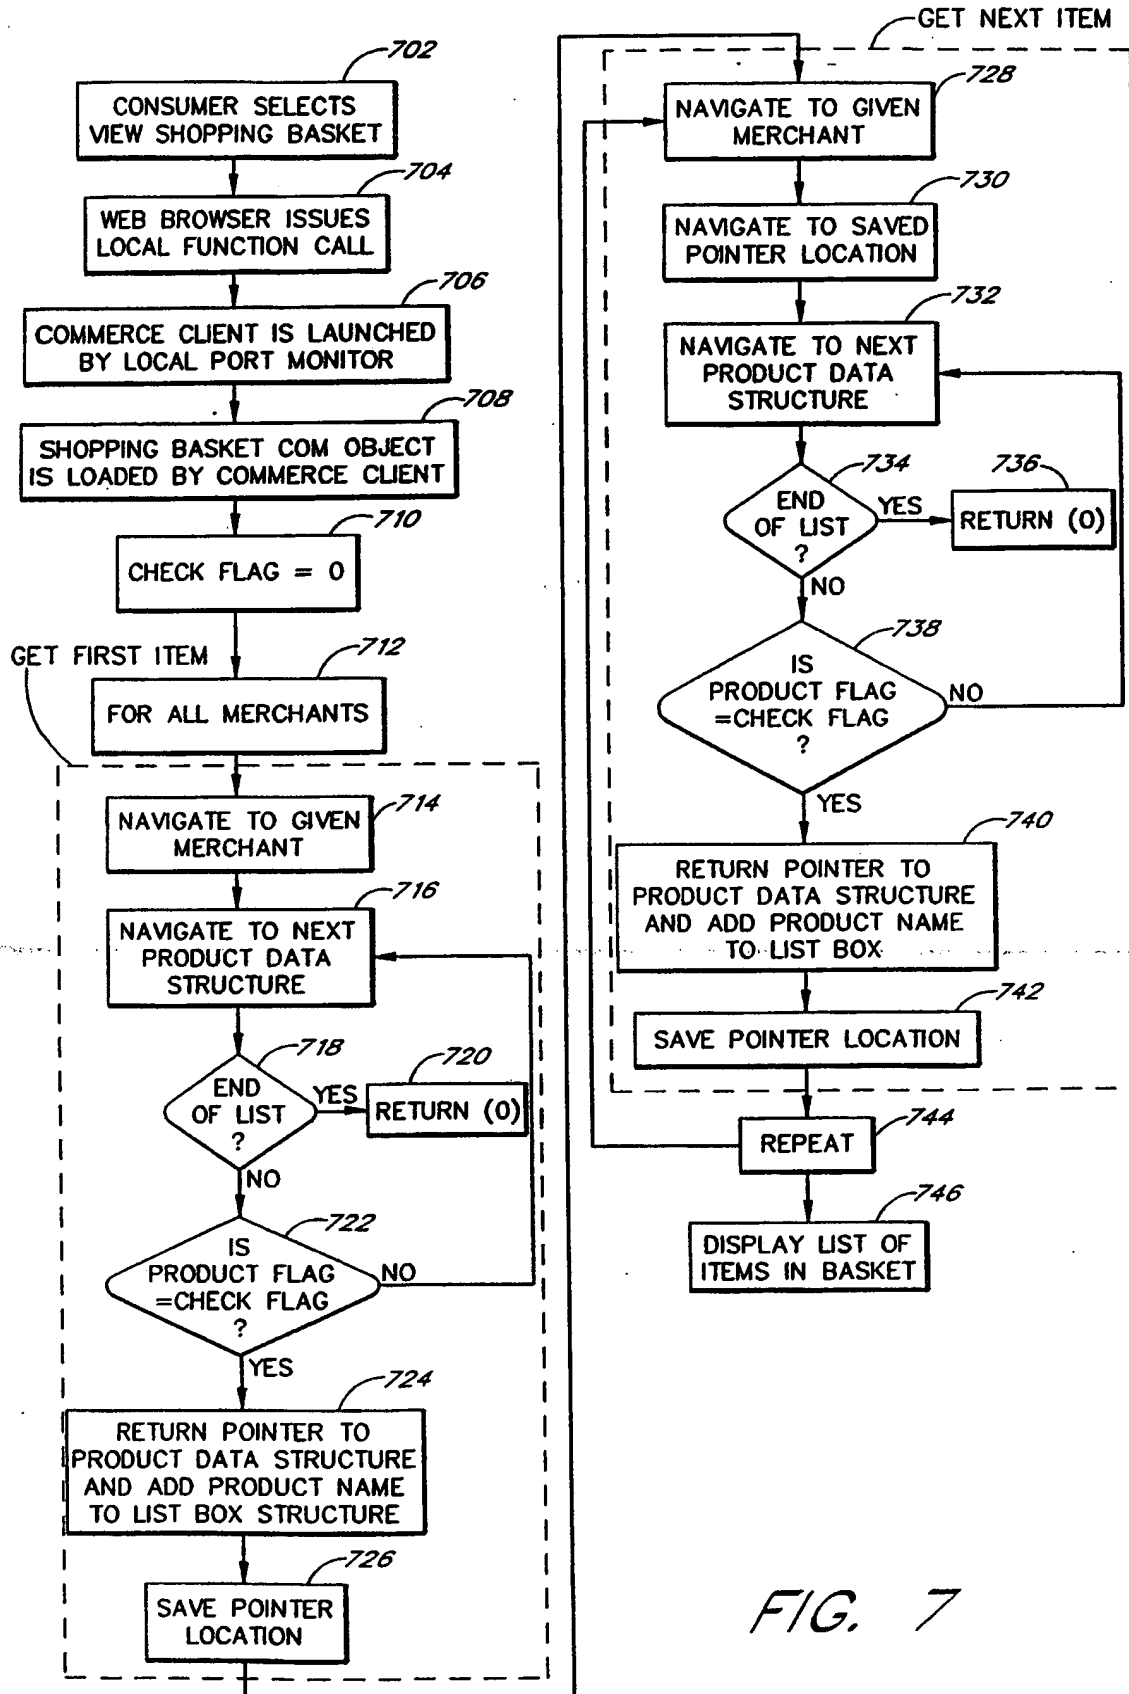 702
CONSUMER SELECTS
VIEW SHOPPING BASKET
704
WEB BROWSER ISSUES
LOCAL FUNCTION CALL
706
COMMERCE CLIENT IS LAUNCHED
BY LOCAL PORT MONITOR
708
SHOPPING BASKET COM OBJECT
IS LOADED BY COMMERCE CLIENT
710
CHECK FLAG = 0
GET FIRST ITEM
712
FOR ALL MERCHANTS
714
NAVIGATE TO GIVEN
MERCHANT
716
NAVIGATE TO NEXT
PRODUCT DATA
STRUCTURE
718
END
OF LIST
?
YES
720
RETURN (0)
NO
722
IS
PRODUCT FLAG
=CHECK FLAG
?
NO
YES
724
RETURN POINTER TO
PRODUCT DATA STRUCTURE
AND ADD PRODUCT NAME
TO LIST BOX STRUCTURE
726
SAVE POINTER
LOCATION
GET NEXT ITEM
728
NAVIGATE TO GIVEN
MERCHANT
730
NAVIGATE TO SAVED
POINTER LOCATION
732
NAVIGATE TO NEXT
PRODUCT DATA
STRUCTURE
734
END
OF LIST
?
YES
736
RETURN (0)
NO
738
IS
PRODUCT FLAG
=CHECK FLAG
?
NO
YES
740
RETURN POINTER TO
PRODUCT DATA STRUCTURE
AND ADD PRODUCT NAME
TO LIST BOX
742
SAVE POINTER LOCATION
744
REPEAT
746
DISPLAY LIST OF
ITEMS IN BASKET
FIG. 7